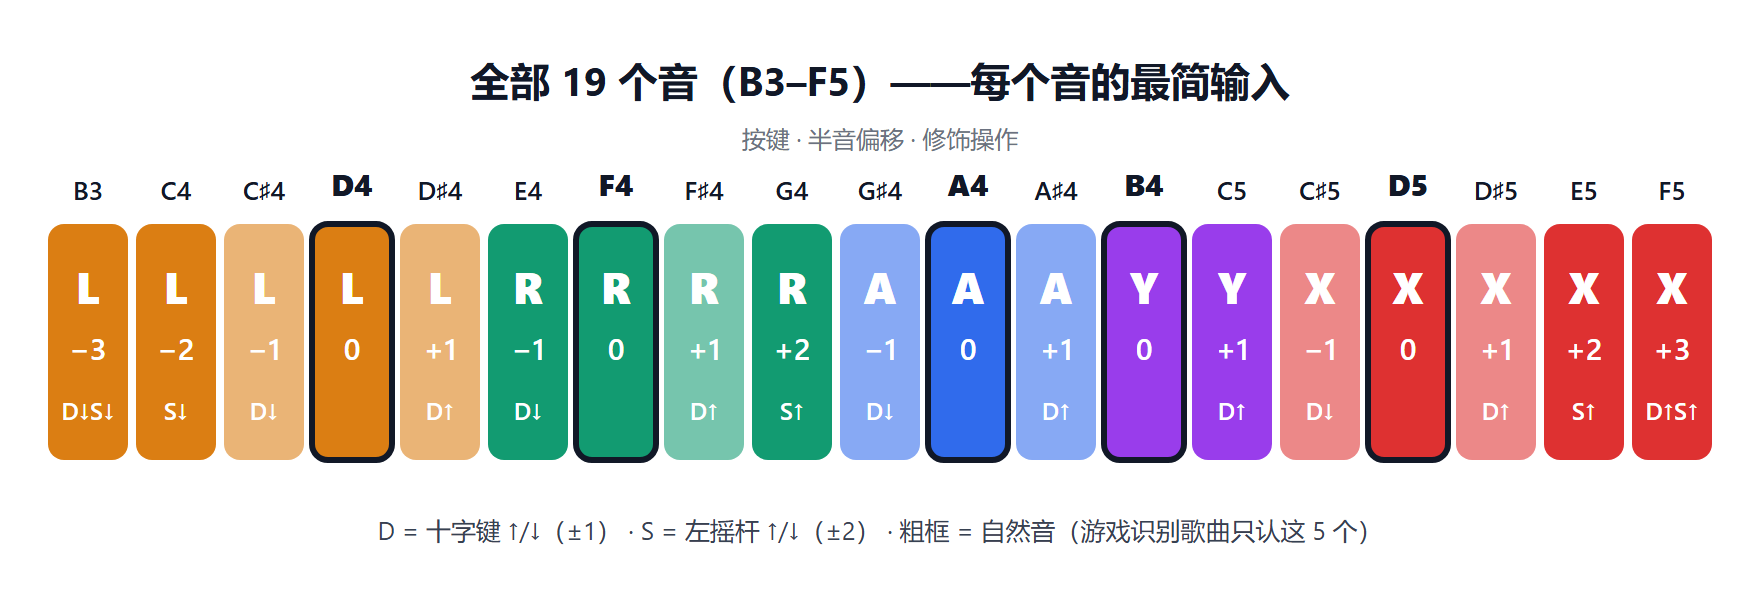 全部 19 个音（B3–F5）——每个音的最简输入
按键 · 半音偏移 · 修饰操作
B3 C4 C♯4 D4 D♯4 E4 F4 F♯4 G4 G♯4 A4 A♯4 B4 C5 C♯5 D5 D♯5 E5 F5
L L L L L R R R R A A A Y Y X X X X X
−3 −2 −1 0 +1 −1 0 +1 +2 −1 0 +1 0 +1 −1 0 +1 +2 +3
D↓S↓ S↓ D↓ D↑ D↓ D↑ S↑ D↓ D↑ D↑ D↓ D↑ S↑ D↑S↑
D = 十字键 ↑/↓（±1） · S = 左摇杆 ↑/↓（±2） · 粗框 = 自然音（游戏识别歌曲只认这 5 个）